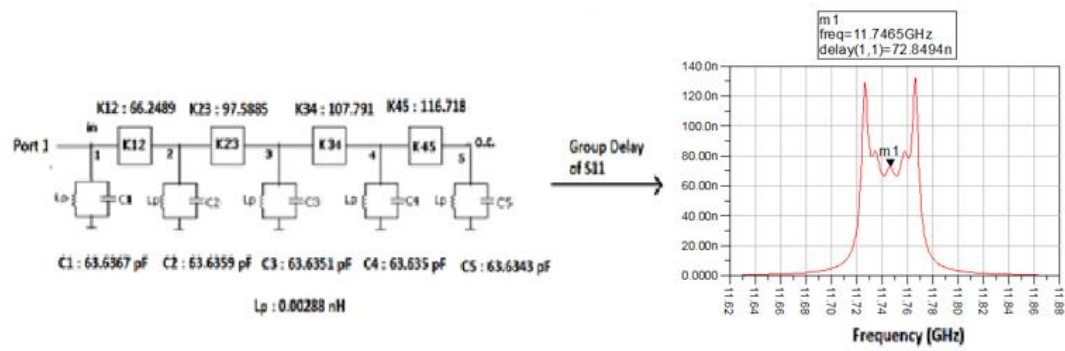 m1
freq=11.7465GHz
delay(1,1)=72.8494n
K12 : 66.2489 K23 : 97.5885 K34 : 107.791 K45 : 116.718
Port 1 in K12 K23 K34 K45 o.c.
1 2 3 4 5
Lp C1 Lp C2 Lp C3 Lp C4 Lp C5
C1 : 63.6367 pF C2 : 63.6359 pF C3 : 63.6351 pF C4 : 63.635 pF C5 : 63.6343 pF
Lp : 0.00288 nH
Group Delay
of S11
140.0n
120.0n
100.0n
80.00n
60.00n
40.00n
20.00n
0.0000
m1
11.62 11.64 11.66 11.68 11.70 11.72 11.74 11.76 11.78 11.80 11.82 11.84 11.86 11.88
Frequency (GHz)